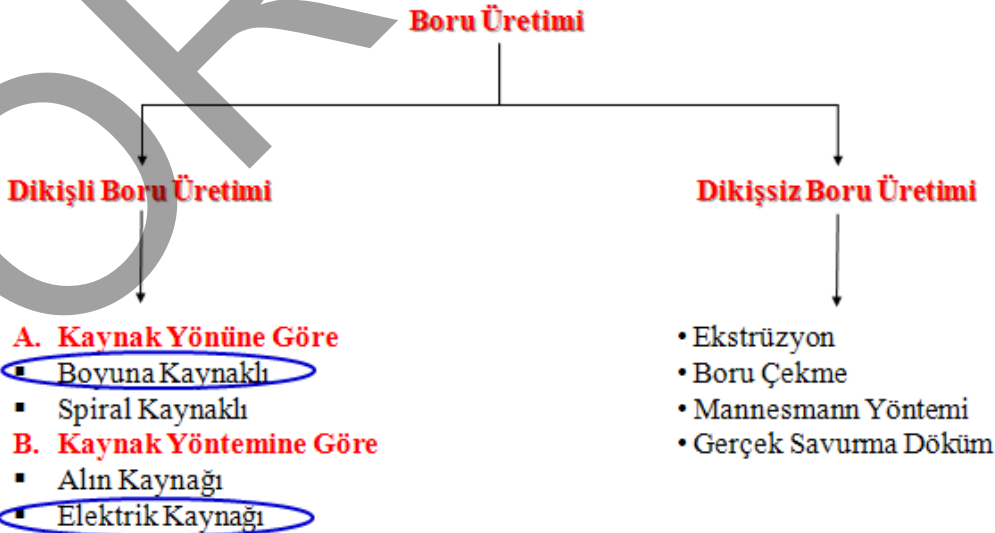 Boru Üretimi
Dikişli Boru Üretimi
Dikişsiz Boru Üretimi
A. Kaynak Yönüne Göre
▪ Boyuna Kaynaklı
▪ Spiral Kaynaklı
B. Kaynak Yöntemine Göre
▪ Alın Kaynağı
▪ Elektrik Kaynağı
• Ekstrüzyon
• Boru Çekme
• Mannesmann Yöntemi
• Gerçek Savurma Döküm